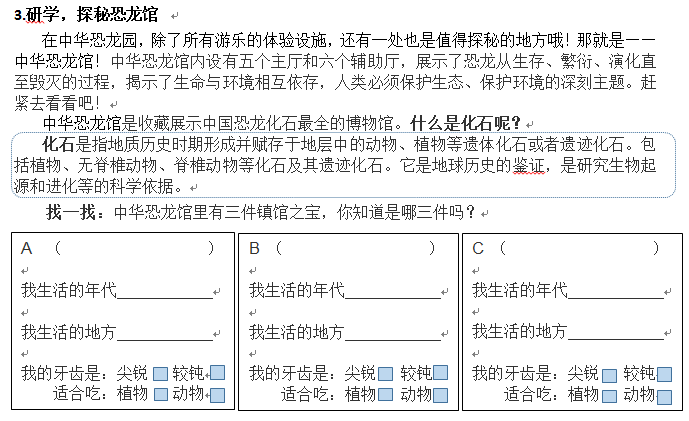 3.研学，探秘恐龙馆
在中华恐龙园，除了所有游乐的体验设施，还有一处也是值得探秘的地方哦！那就是——
中华恐龙馆！中华恐龙馆内设有五个主厅和六个辅助厅，展示了恐龙从生存、繁衍、演化直
至毁灭的过程，揭示了生命与环境相互依存，人类必须保护生态、保护环境的深刻主题。赶
紧去看看吧！
中华恐龙馆是收藏展示中国恐龙化石最全的博物馆。什么是化石呢？
化石是指地质历史时期形成并赋存于地层中的动物、植物等遗体化石或者遗迹化石。包
括植物、无脊椎动物、脊椎动物等化石及其遗迹化石。它是地球历史的鉴证，是研究生物起
源和进化等的科学依据。
找一找：中华恐龙馆里有三件镇馆之宝，你知道是哪三件吗？
A （ ）
我生活的年代___________
我生活的地方___________
我的牙齿是：尖锐 较钝
适合吃：植物 动物
B （ ）
我生活的年代___________
我生活的地方___________
我的牙齿是：尖锐 较钝
适合吃：植物 动物
C （ ）
我生活的年代___________
我生活的地方___________
我的牙齿是：尖锐 较钝
适合吃：植物 动物